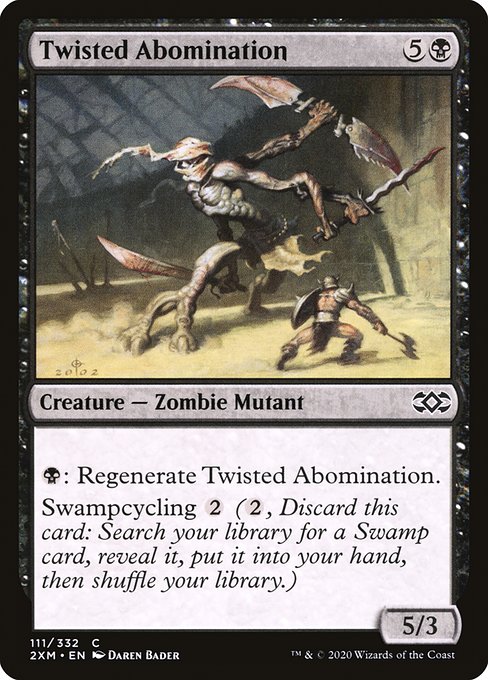 Twisted Abomination 5
2002
Creature — Zombie Mutant
: Regenerate Twisted Abomination.
Swampcycling 2 (2, Discard this
card: Search your library for a Swamp
card, reveal it, put it into your hand,
then shuffle your library.)
5/3
111/332 C
2XM • EN Daren Bader ™ & © 2020 Wizards of the Coast